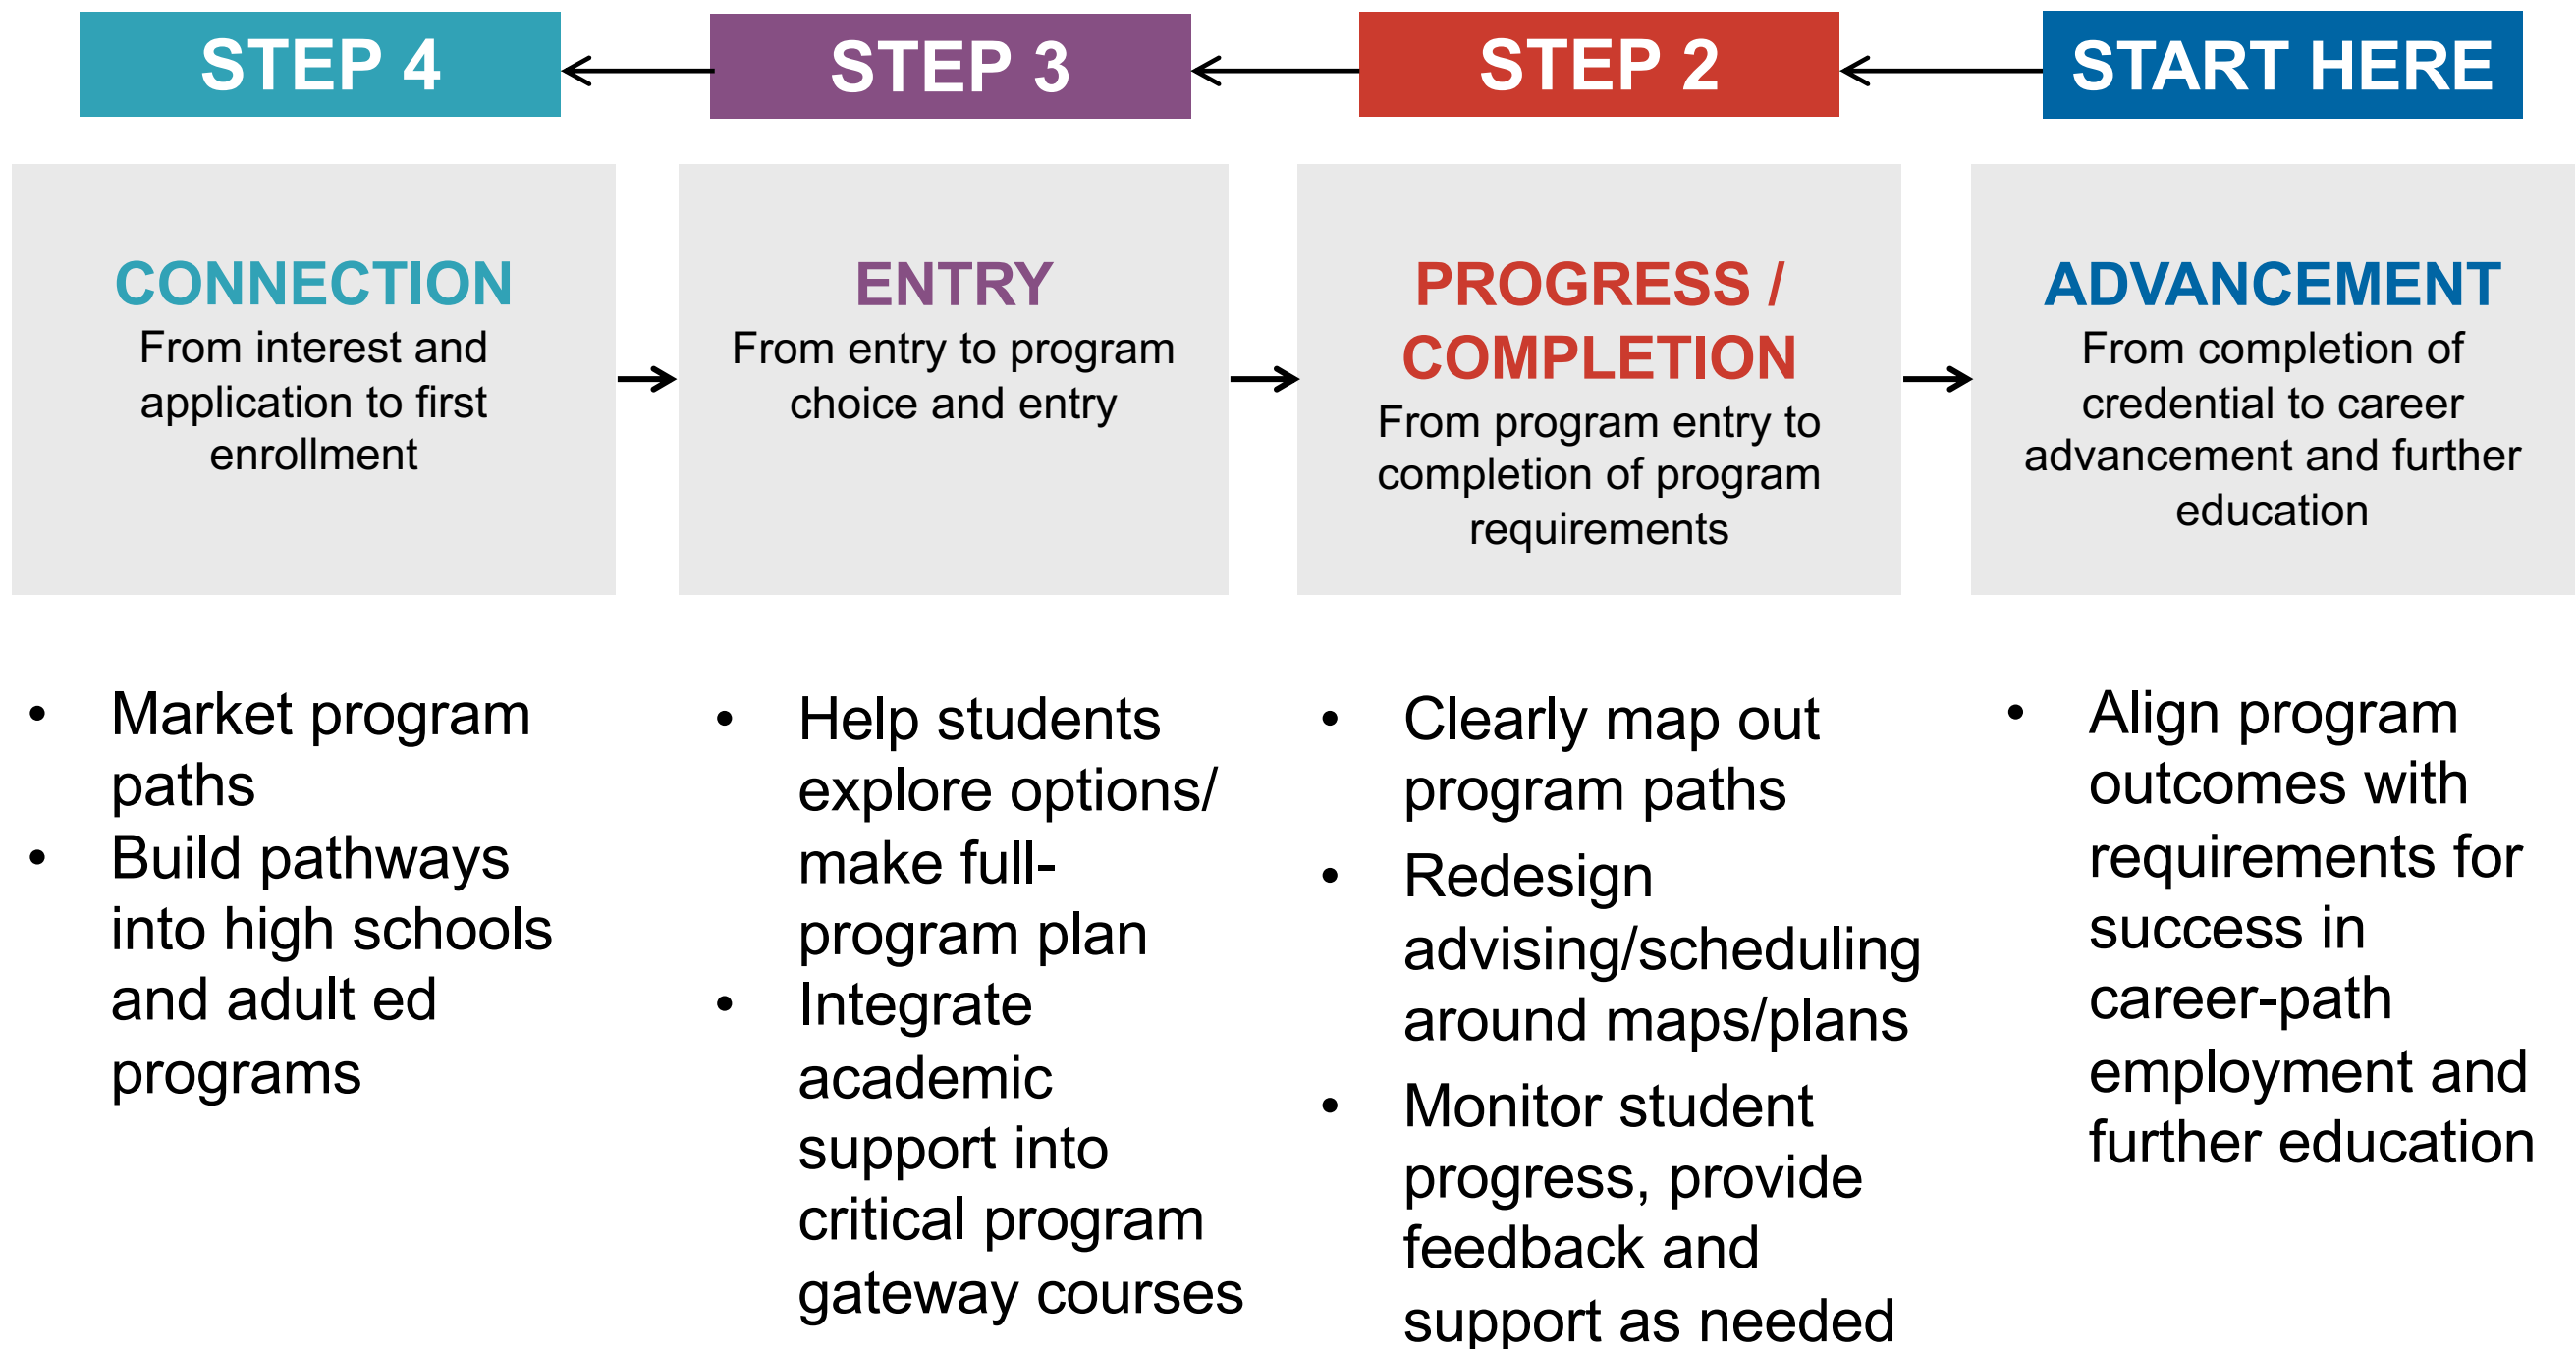 STEP 4
STEP 3
STEP 2
START HERE
CONNECTION
From interest and
application to first
enrollment
ENTRY
From entry to program
choice and entry
PROGRESS /
COMPLETION
From program entry to
completion of program
requirements
ADVANCEMENT
From completion of
credential to career
advancement and further
education
• Market program
paths
• Build pathways
into high schools
and adult ed
programs
• Help students
explore options/
make full-
program plan
• Integrate
academic
support into
critical program
gateway courses
• Clearly map out
program paths
• Redesign
advising/scheduling
around maps/plans
• Monitor student
progress, provide
feedback and
support as needed
• Align program
outcomes with
requirements for
success in
career-path
employment and
further education